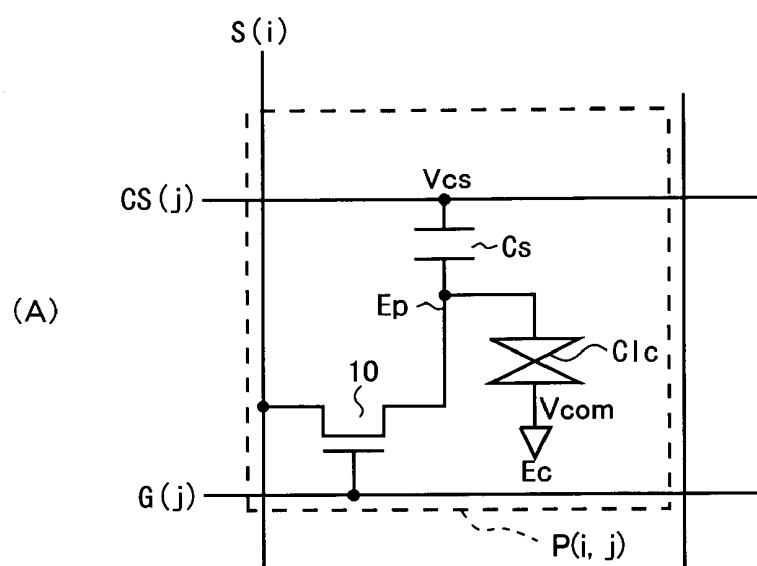 S(i)
Vcs
CS(j)
Cs
(A)
Ep
Clc
10
Vcom
Ec
G(j)
P(i, j)